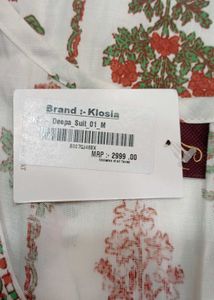 Brand :- Klosia
Deepa_Suit_01_M
MRP :- 2999 .00